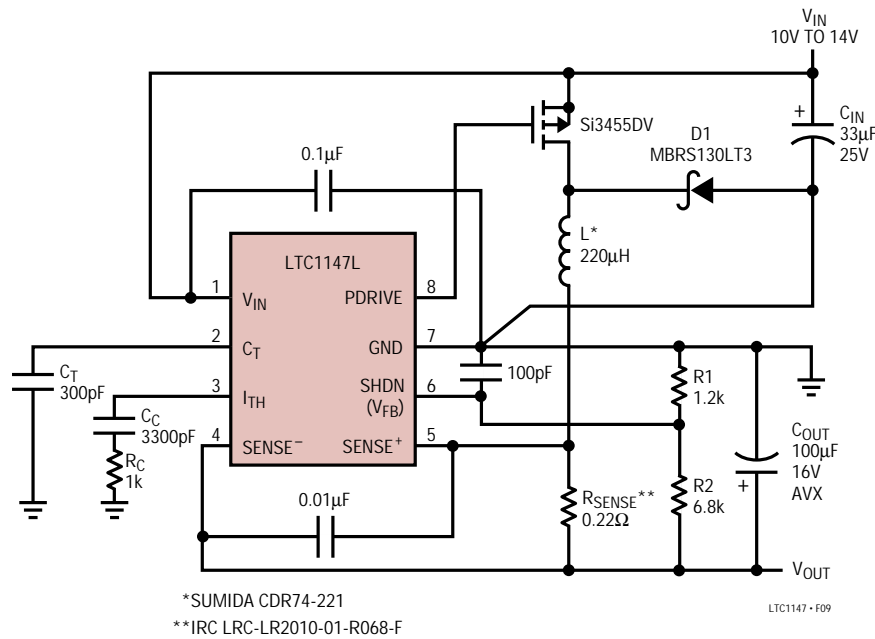 VIN
10V TO 14V
Si3455DV
CIN
33µF
25V
D1
MBRS130LT3
0.1µF
L*
220µH
LTC1147L
1
VIN
PDRIVE
8
2
CT
GND
7
3
ITH
SHDN
(VFB)
6
4
SENSE–
SENSE+
5
CT
300pF
CC
3300pF
RC
1k
100pF
R1
1.2k
COUT
100µF
16V
AVX
RSENSE**
0.22Ω
R2
6.8k
0.01µF
VOUT
*SUMIDA CDR74-221
**IRC LRC-LR2010-01-R068-F
LTC1147 • F09